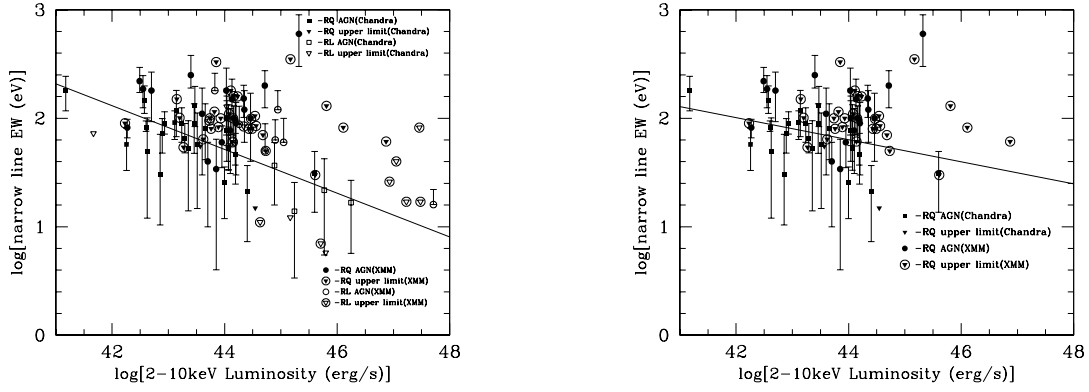 3
2
1
0
log[narrow line EW (eV)]
-RQ AGN(Chandra)
-RQ upper limit(Chandra)
-RL AGN(Chandra)
-RL upper limit(Chandra)
-RQ AGN(XMM)
-RQ upper limit(XMM)
-RL AGN(XMM)
-RL upper limit(XMM)
42 44 46 48
log[2-10keV Luminosity (erg/s)]
3
2
1
0
log[narrow line EW (eV)]
-RQ AGN(Chandra)
-RQ upper limit(Chandra)
-RQ AGN(XMM)
-RQ upper limit(XMM)
42 44 46 48
log[2-10keV Luminosity (erg/s)]